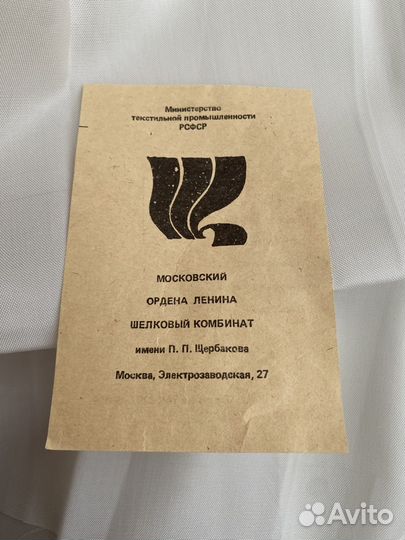 Министерство
текстильной промышленности
РСФСР
МОСКОВСКИЙ
ОРДЕНА ЛЕНИНА
ШЕЛКОВЫЙ КОМБИНАТ
имени П. П. Щербакова
Москва, Электрозаводская, 27
Avito